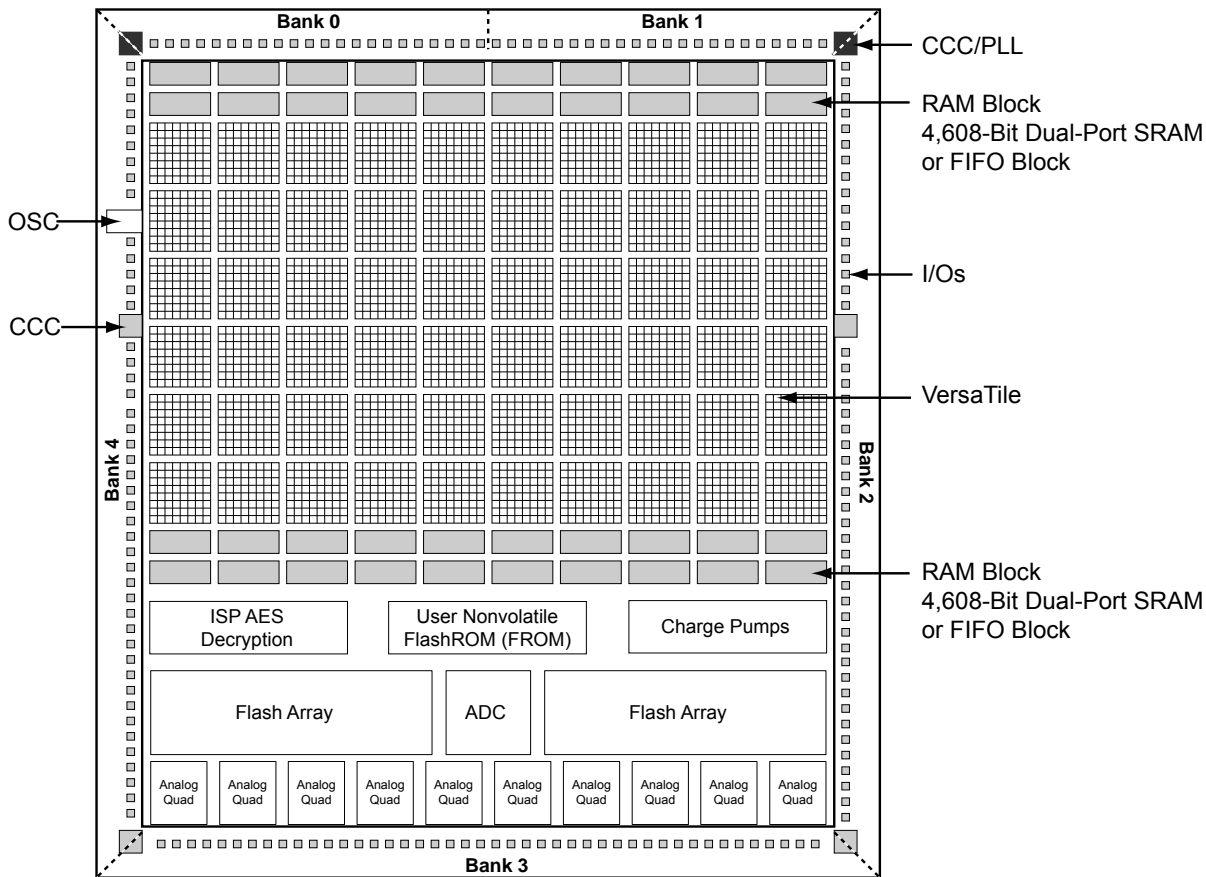 Bank 0
Bank 1
CCC/PLL
RAM Block
4,608-Bit Dual-Port SRAM
or FIFO Block
OSC
I/Os
CCC
VersaTile
Bank 4
Bank 2
RAM Block
4,608-Bit Dual-Port SRAM
or FIFO Block
ISP AES
Decryption
User Nonvolatile
FlashROM (FROM)
Charge Pumps
Flash Array
ADC
Flash Array
Analog
Quad
Analog
Quad
Analog
Quad
Analog
Quad
Analog
Quad
Analog
Quad
Analog
Quad
Analog
Quad
Analog
Quad
Analog
Quad
Bank 3